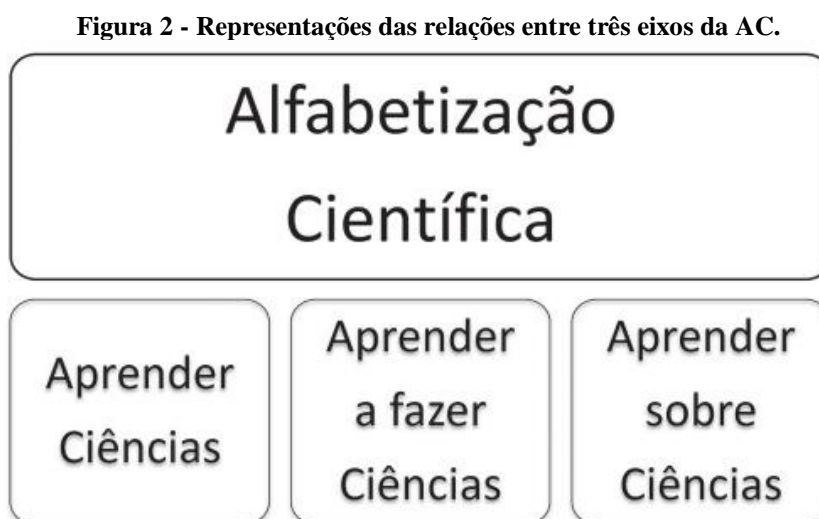 Figura 2 - Representações das relações entre três eixos da AC.
Alfabetização
Científica
Aprender
Ciências
Aprender
a fazer
Ciências
Aprender
sobre
Ciências